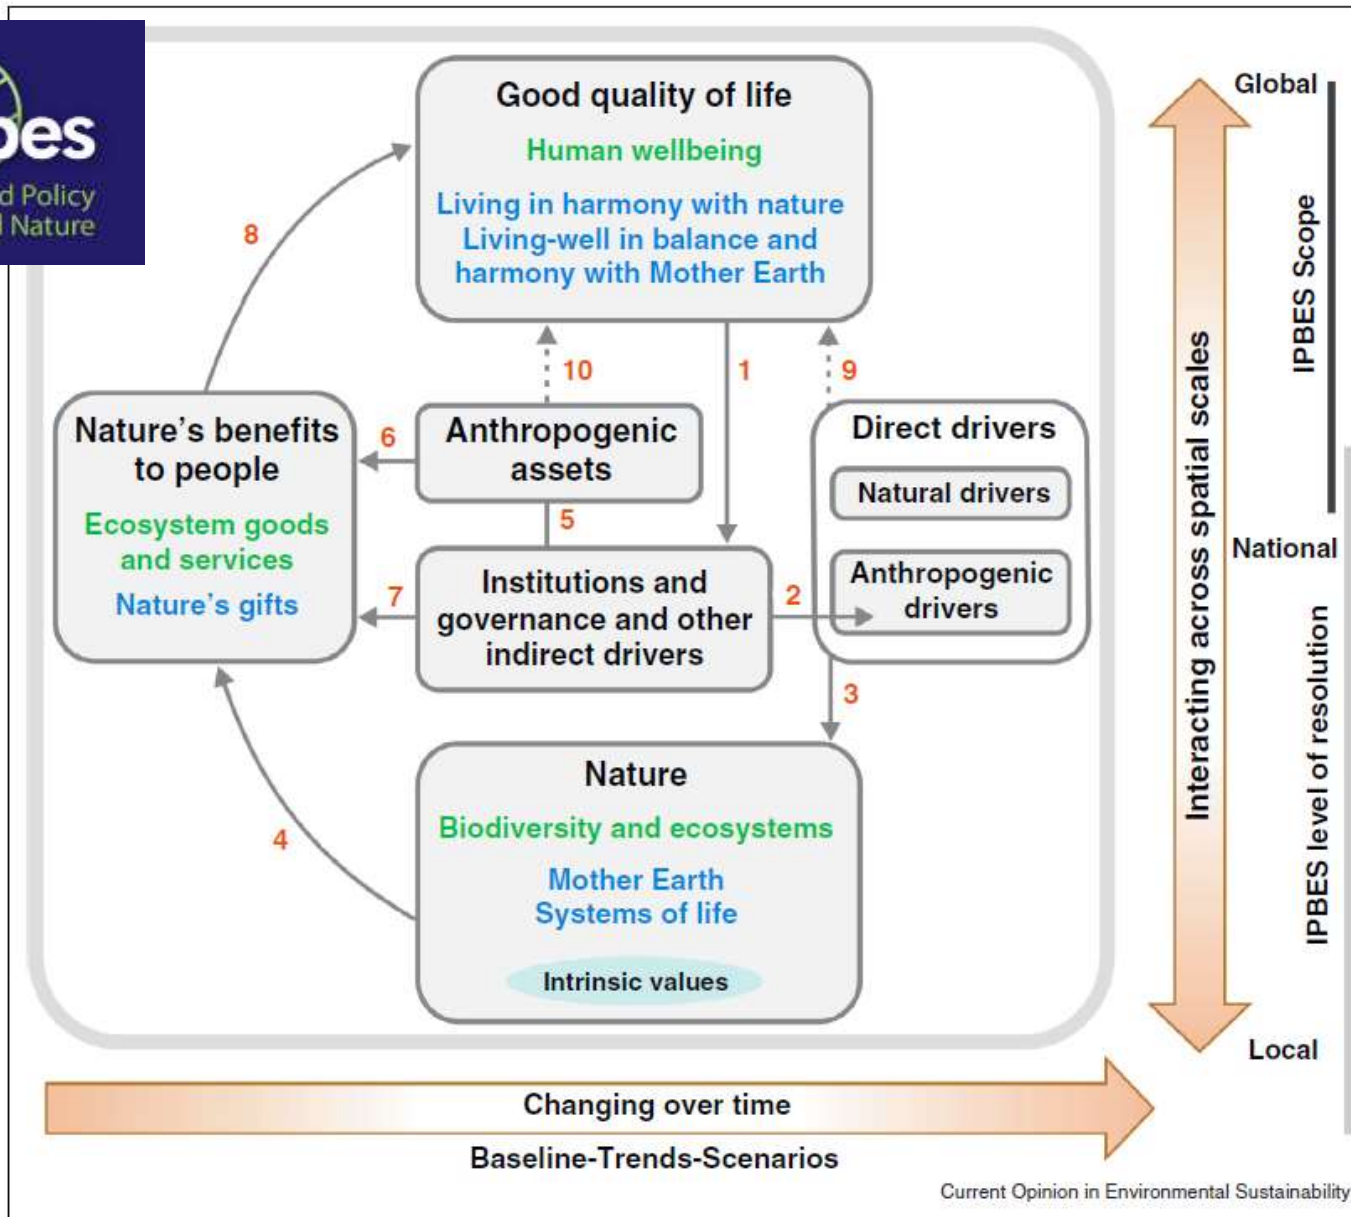 bes
d Policy
Nature
Good quality of life
Human wellbeing
Living in harmony with nature
Living-well in balance and
harmony with Mother Earth
8
10
1
9
Nature's benefits
to people
Ecosystem goods
and services
Nature's gifts
6
Anthropogenic
assets
5
7
Institutions and
governance and other
indirect drivers
2
Direct drivers
Natural drivers
Anthropogenic
drivers
3
4
Nature
Biodiversity and ecosystems
Mother Earth
Systems of life
Intrinsic values
Interacting across spatial scales
Global
IPBES Scope
National
IPBES level of resolution
Local
Changing over time
Baseline-Trends-Scenarios
Current Opinion in Environmental Sustainability